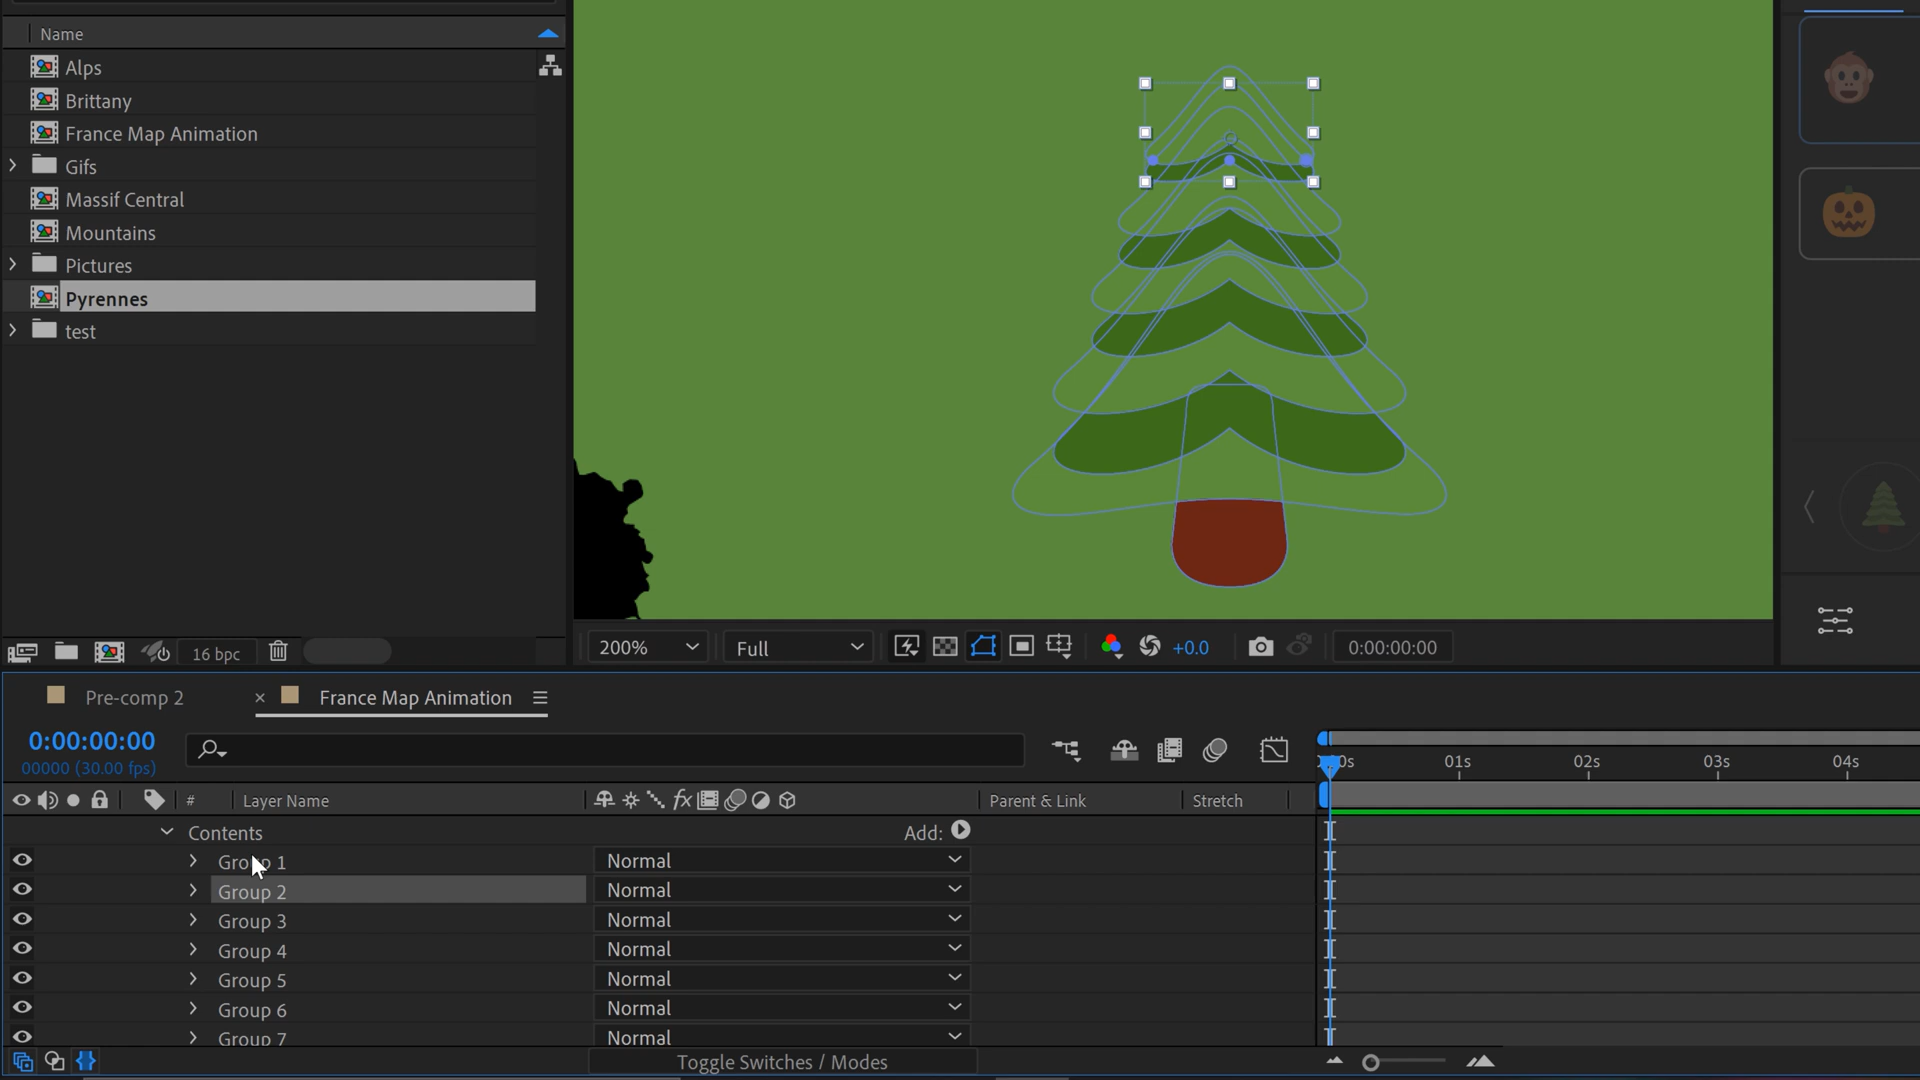 Name
Alps
Brittany
France Map Animation
Gifs
Massif Central
Mountains
Pictures
Pyrennes
test
16 bpc
200%
Full
+0.0
0:00:00:00
Pre-comp 2
× France Map Animation
0:00:00:00
00000 (30.00 fps)
0s 01s 02s 03s 04s
# Layer Name Parent & Link Stretch
Contents Add:
Group 1 Normal
Group 2 Normal
Group 3 Normal
Group 4 Normal
Group 5 Normal
Group 6 Normal
Group 7 Normal
Toggle Switches / Modes